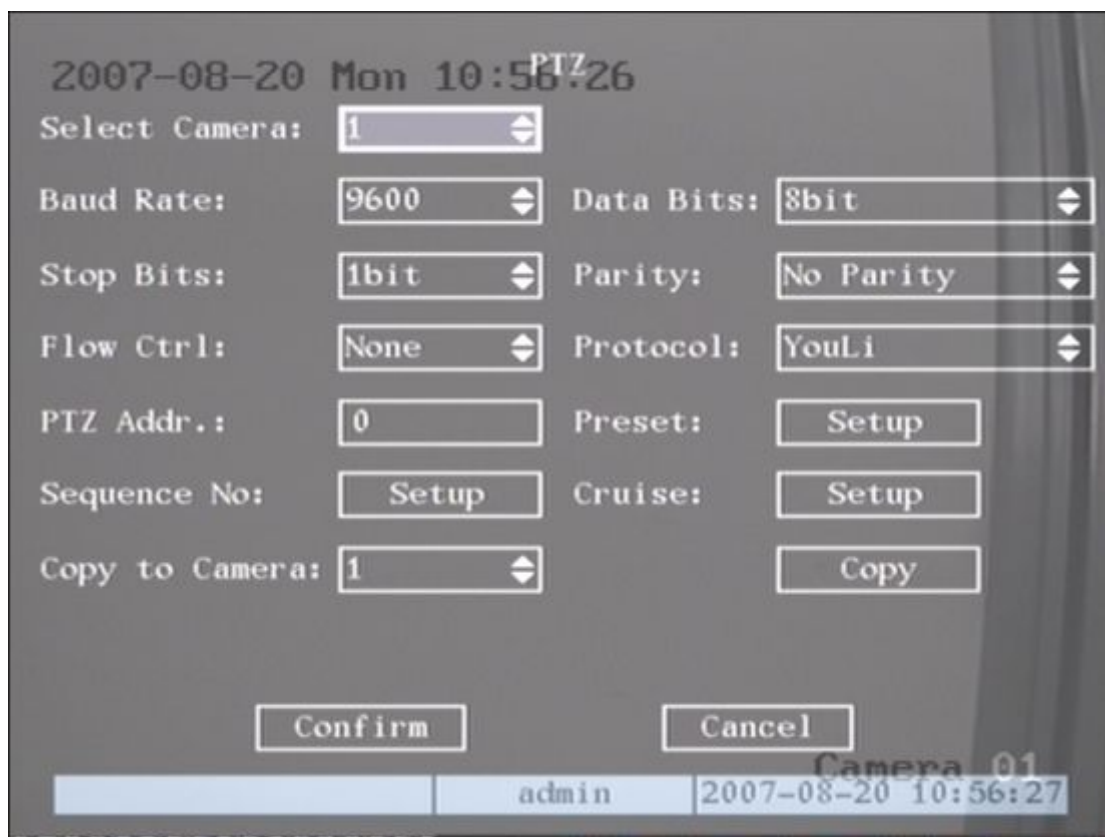 PTZ
2007-08-20 Mon 10:56:26
Select Camera: 1
Baud Rate: 9600 Data Bits: 8bit
Stop Bits: 1bit Parity: No Parity
Flow Ctrl: None Protocol: YouLi
PTZ Addr.: 0 Preset: Setup
Sequence No: Setup Cruise: Setup
Copy to Camera: 1 Copy
Confirm Cancel
Camera 01
admin 2007-08-20 10:56:27